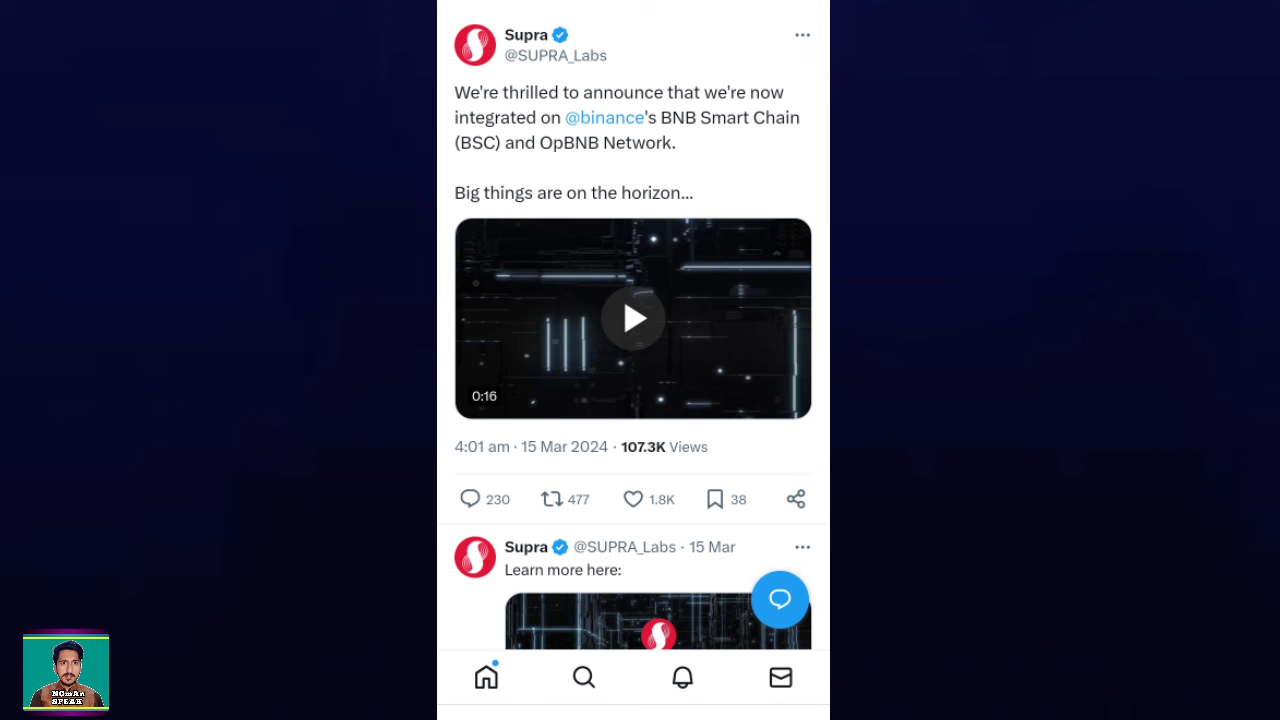 Supra
@SUPRA_Labs
We're thrilled to announce that we're now
integrated on @binance's BNB Smart Chain
(BSC) and OpBNB Network.
Big things are on the horizon...
0:16
4:01 am · 15 Mar 2024 · 107.3K Views
230 477 1.8K 38
Supra @SUPRA_Labs · 15 Mar
Learn more here:
NOmAn
SPEAK